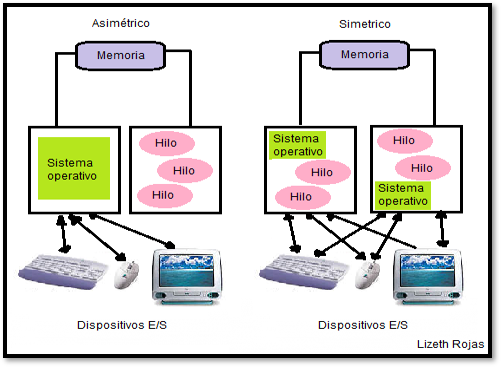 Asimétrico
Simetrico
Memoria
Memoria
Sistema
operativo
Hilo
Hilo
Hilo
Sistema
operativo
Hilo
Hilo
Hilo
Hilo
Sistema
operativo
Dispositivos E/S
Dispositivos E/S
Lizeth Rojas